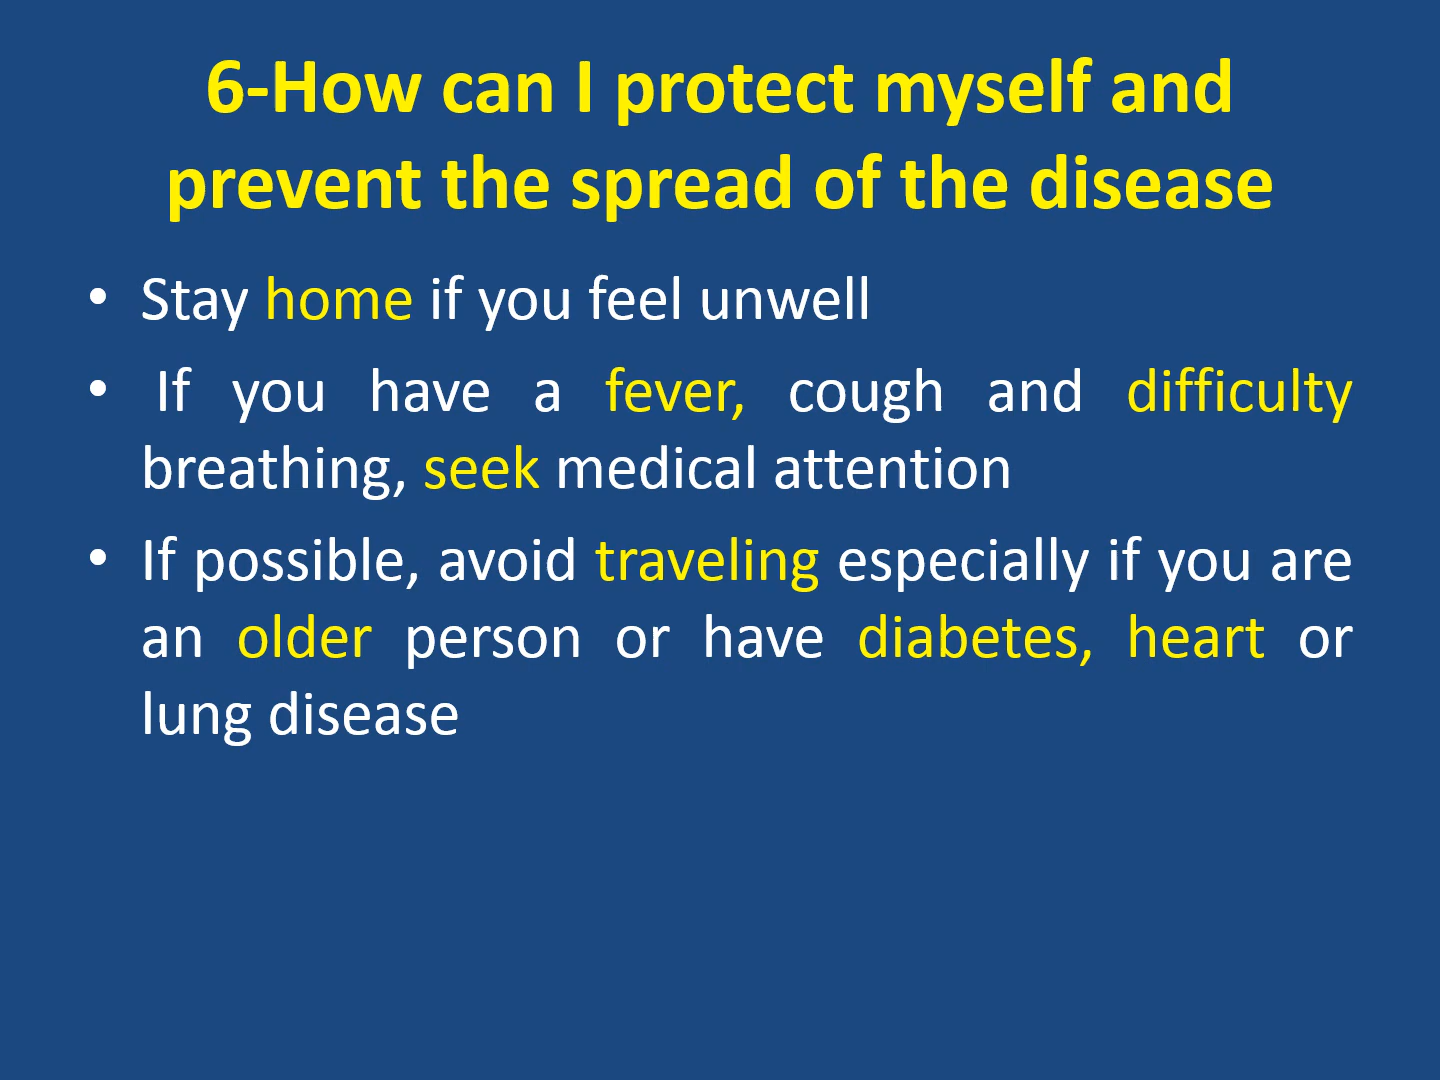 6-How can I protect myself and
prevent the spread of the disease
• Stay home if you feel unwell
• If you have a fever, cough and difficulty
breathing, seek medical attention
• If possible, avoid traveling especially if you are
an older person or have diabetes, heart or
lung disease